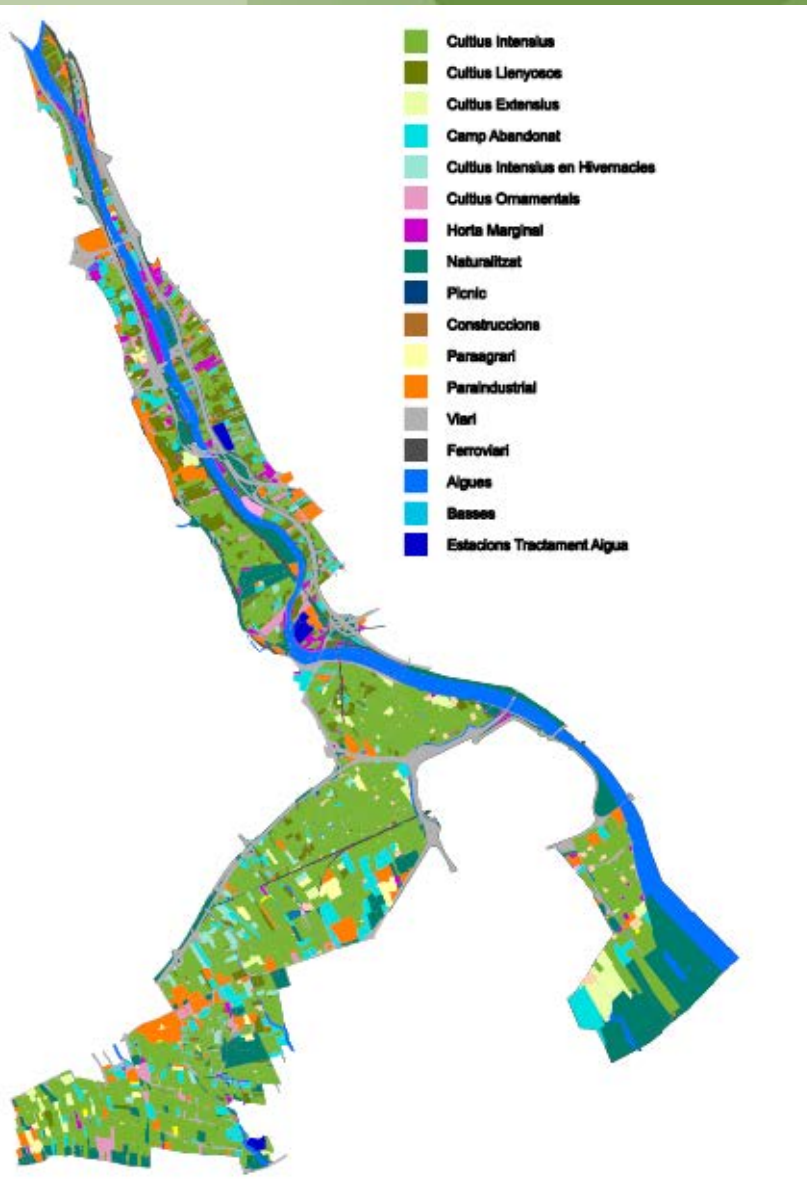 Cultius Intensius
Cultius Llenyosos
Cultius Extensius
Camp Abandonat
Cultius Intensius en Hivernacles
Cultius Ornamentals
Horta Marginal
Naturalitzat
Picnic
Construccions
Paraagrari
Paraindustrial
Viari
Ferroviari
Aigues
Basses
Estacions Tractament Aigua